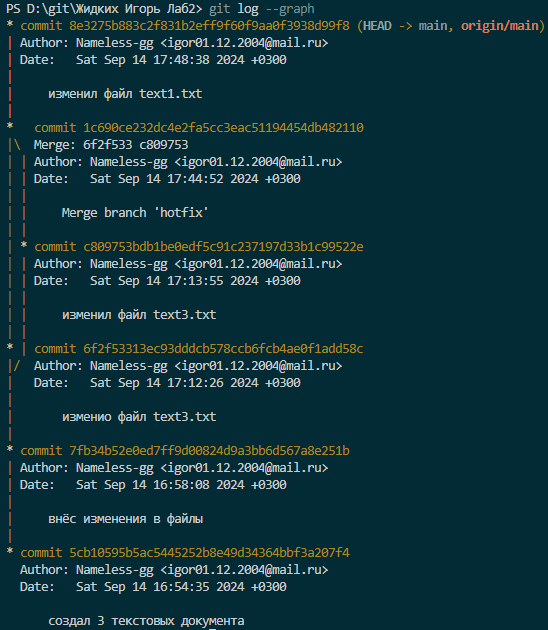 PS D:\git\Жидких Игорь Ла62> git log --graph
* commit 8e3275b883c2f831b2eff9f60f9aa0f3938d99f8 (HEAD -> main, origin/main)
| Author: Nameless-gg <igor01.12.2004@mail.ru>
| Date:   Sat Sep 14 17:48:38 2024 +0300
|
|     изменил файл text1.txt
|
*   commit 1c690ce232dc4e2fa5cc3eac51194454db482110
|\  Merge: 6f2f533 c809753
| | Author: Nameless-gg <igor01.12.2004@mail.ru>
| | Date:   Sat Sep 14 17:44:52 2024 +0300
| |
| |     Merge branch 'hotfix'
| |
| * commit c809753bdb1be0edf5c91c237197d33b1c99522e
| | Author: Nameless-gg <igor01.12.2004@mail.ru>
| | Date:   Sat Sep 14 17:13:55 2024 +0300
| |
| |     изменил файл text3.txt
| |
* | commit 6f2f53313ec93dddcb578ccb6fcb4ae0f1add58c
|/  Author: Nameless-gg <igor01.12.2004@mail.ru>
|   Date:   Sat Sep 14 17:12:26 2024 +0300
|
|       изменио файл text3.txt
|
* commit 7fb34b52e0ed7ff9d00824d9a3bb6d567a8e251b
| Author: Nameless-gg <igor01.12.2004@mail.ru>
| Date:   Sat Sep 14 16:58:08 2024 +0300
|
|     внёс изменения в файлы
|
* commit 5cb10595b5ac5445252b8e49d34364bbf3a207f4
  Author: Nameless-gg <igor01.12.2004@mail.ru>
  Date:   Sat Sep 14 16:54:35 2024 +0300

      создал 3 текстовых документа